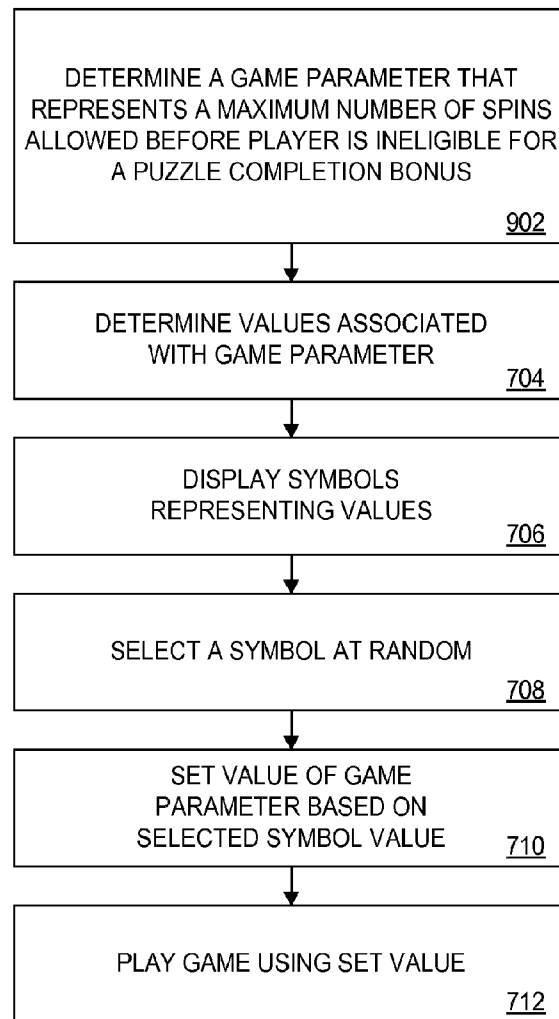 DETERMINE A GAME PARAMETER THAT
REPRESENTS A MAXIMUM NUMBER OF SPINS
ALLOWED BEFORE PLAYER IS INELIGIBLE FOR
A PUZZLE COMPLETION BONUS
902
DETERMINE VALUES ASSOCIATED
WITH GAME PARAMETER
704
DISPLAY SYMBOLS
REPRESENTING VALUES
706
SELECT A SYMBOL AT RANDOM
708
SET VALUE OF GAME
PARAMETER BASED ON
SELECTED SYMBOL VALUE
710
PLAY GAME USING SET VALUE
712